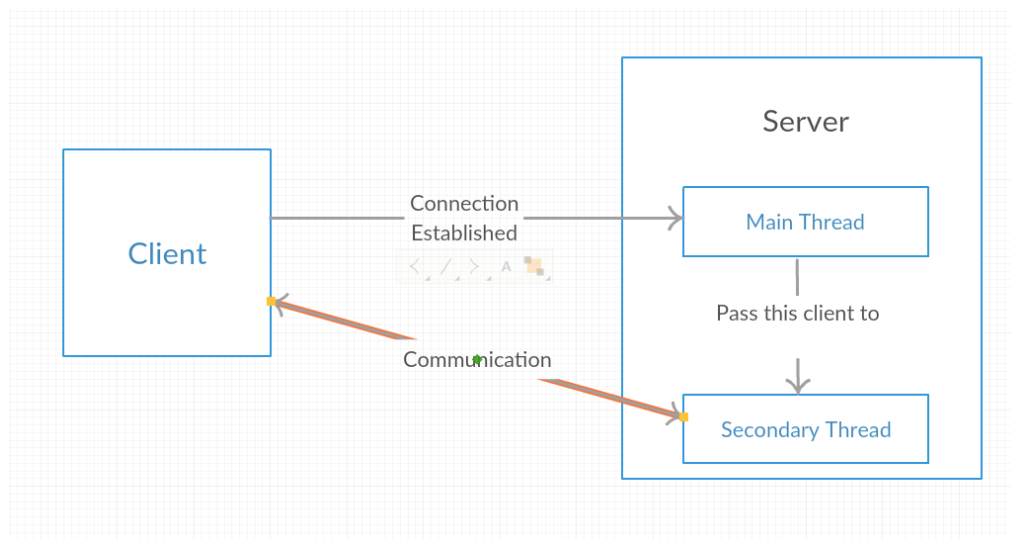 Server
Connection
Established
Main Thread
Client
A
Pass this client to
Communication
Secondary Thread